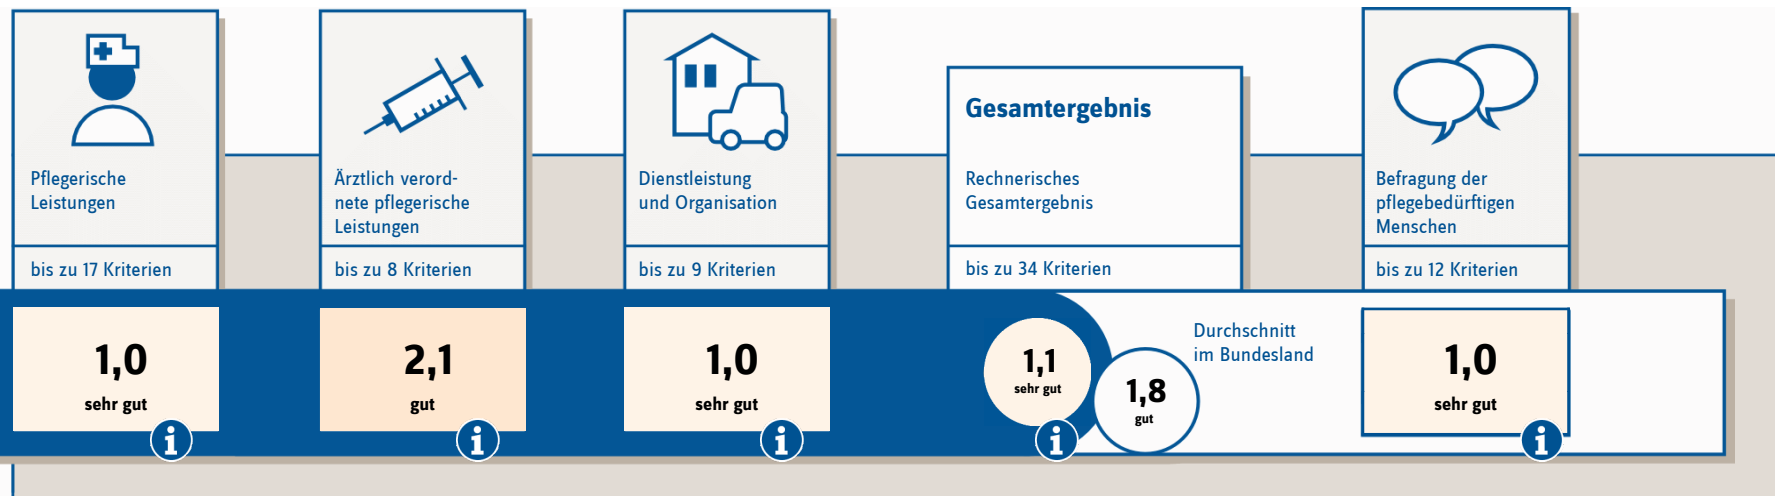 Pflegerische
Leistungen
bis zu 17 Kriterien
1,0
sehr gut
i
Ärztlich verord-
nete pflegerische
Leistungen
bis zu 8 Kriterien
2,1
gut
i
Dienstleistung
und Organisation
bis zu 9 Kriterien
1,0
sehr gut
i
Gesamtergebnis
Rechnerisches
Gesamtergebnis
bis zu 34 Kriterien
1,1
sehr gut
i
1,8
gut
Durchschnitt
im Bundesland
Befragung der
pflegebedürftigen
Menschen
bis zu 12 Kriterien
1,0
sehr gut
i